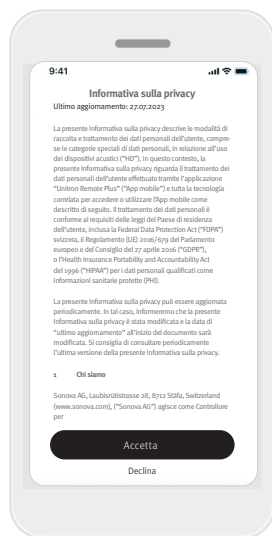 9:41
Informativa sulla privacy
Ultimo aggiornamento: 27.07.2023
La presente Informativa sulla privacy descrive le modalità di
raccolta e trattamento dei dati personali dell'utente, compre-
se le categorie speciali di dati personali, in relazione all'uso
dei dispositivi acustici ("HD"). In questo contesto, la
presente Informativa sulla privacy riguarda il trattamento dei
dati personali dell'utente effettuato tramite l'applicazione
"Unitron Remote Plus" ("App mobile") e tutta la tecnologia
correlata per accedere o utilizzare l'App mobile come
descritto di seguito. Il trattamento dei dati personali è
conforme ai requisiti delle leggi del Paese di residenza
dell'utente, inclusa la Federal Data Protection Act ("FDPA")
svizzera, il Regolamento (UE) 2016/679 del Parlamento
europeo e del Consiglio del 27 aprile 2016 ("GDPR"),
o l'Health Insurance Portability and Accountability Act
del 1996 ("HIPAA") per i dati personali qualificati come
Informazioni sanitarie protette (PHI).
La presente Informativa sulla privacy può essere aggiornata
periodicamente. In tal caso, informeremo che la presente
Informativa sulla privacy è stata modificata e la data di
"ultimo aggiornamento" all'inizio del documento sarà
modificata. Si consiglia di consultare periodicamente
l'ultima versione della presente Informativa sulla privacy.
1 Chi siamo
Sonova AG, Laubisrütistrasse 28, 8712 Stäfa, Switzerland
(www.sonova.com), ("Sonova AG") agisce come Controllore
per
Accetta
Declina